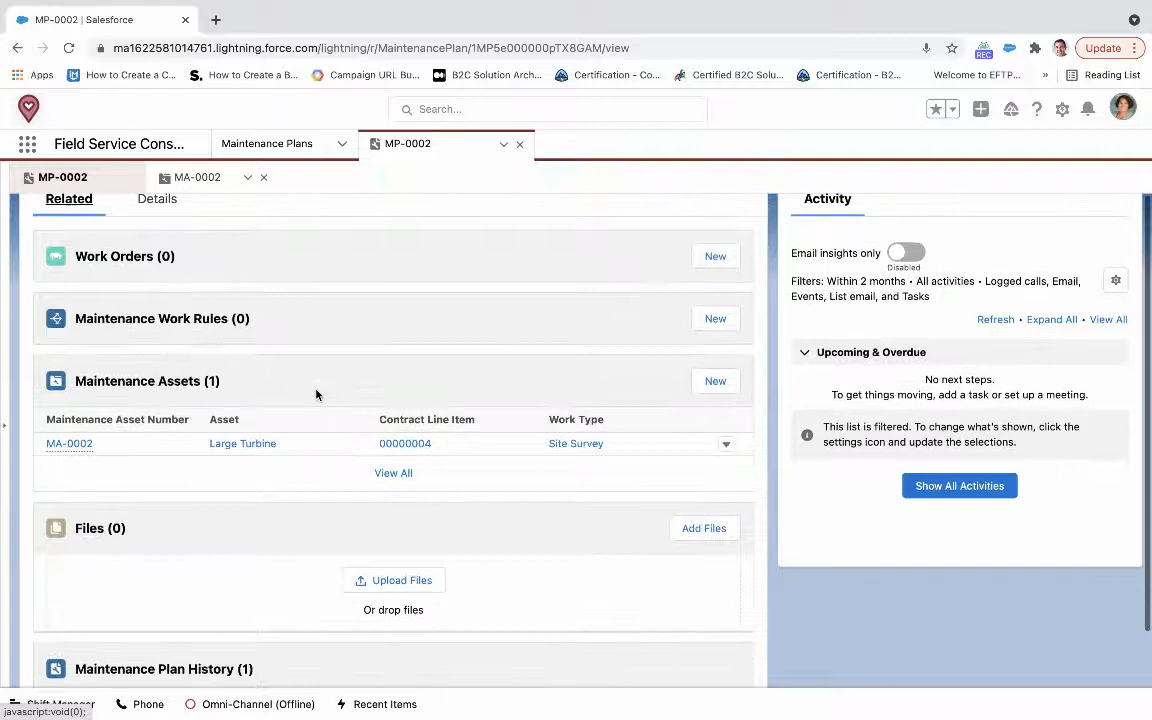 MP-0002 | Salesforce
ma1622581014761.lightning.force.com/lightning/r/MaintenancePlan/1MP5e000000pTX8GAM/view
REC
Update
Apps
How to Create a C...
How to Create a B...
Campaign URL Bu...
B2C Solution Arch...
Certification - Co...
Certified B2C Solu...
Certification - B2...
Welcome to EFTP...
»
Reading List
Search...
Field Service Cons...
Maintenance Plans
MP-0002
MP-0002
MA-0002
Related
Details
Work Orders (0)
New
Maintenance Work Rules (0)
New
Maintenance Assets (1)
New
Maintenance Asset Number
Asset
Contract Line Item
Work Type
MA-0002
Large Turbine
00000004
Site Survey
View All
Files (0)
Add Files
Upload Files
Or drop files
Maintenance Plan History (1)
Activity
Email insights only
Disabled
Filters: Within 2 months • All activities • Logged calls, Email,
Events, List email, and Tasks
Refresh • Expand All • View All
Upcoming & Overdue
No next steps.
To get things moving, add a task or set up a meeting.
This list is filtered. To change what's shown, click the
settings icon and update the selections.
Show All Activities
Shift Manager
Phone
Omni-Channel (Offline)
Recent Items
javascript:void(0);